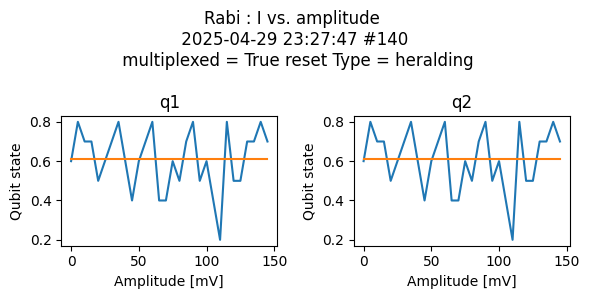 Rabi : I vs. amplitude
2025-04-29 23:27:47 #140
multiplexed = True reset Type = heralding
q1
q2
0.8
0.6
0.4
0.2
Qubit state
0
50
100
150
Amplitude [mV]
0.8
0.6
0.4
0.2
Qubit state
0
50
100
150
Amplitude [mV]